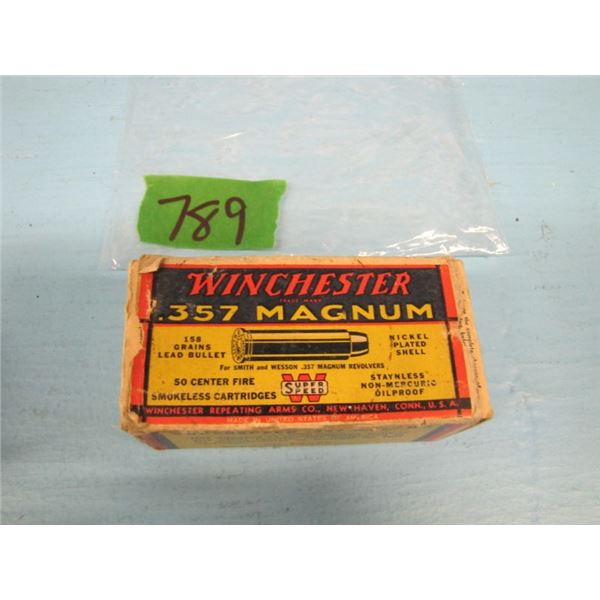 789
WINCHESTER
TRADE MARK
.357 MAGNUM
158
GRAINS
LEAD BULLET
NICKEL
PLATED
SHELL
For SMITH and WESSON .357 MAGNUM REVOLVERS
50 CENTER FIRE
SMOKELESS CARTRIDGES
W
SUPER
SPEED
STAYNLESS
NON-MERCURIC
OILPROOF
WINCHESTER REPEATING ARMS CO., NEW HAVEN, CONN., U. S. A.
MADE IN UNITED STATES OF AMERICA